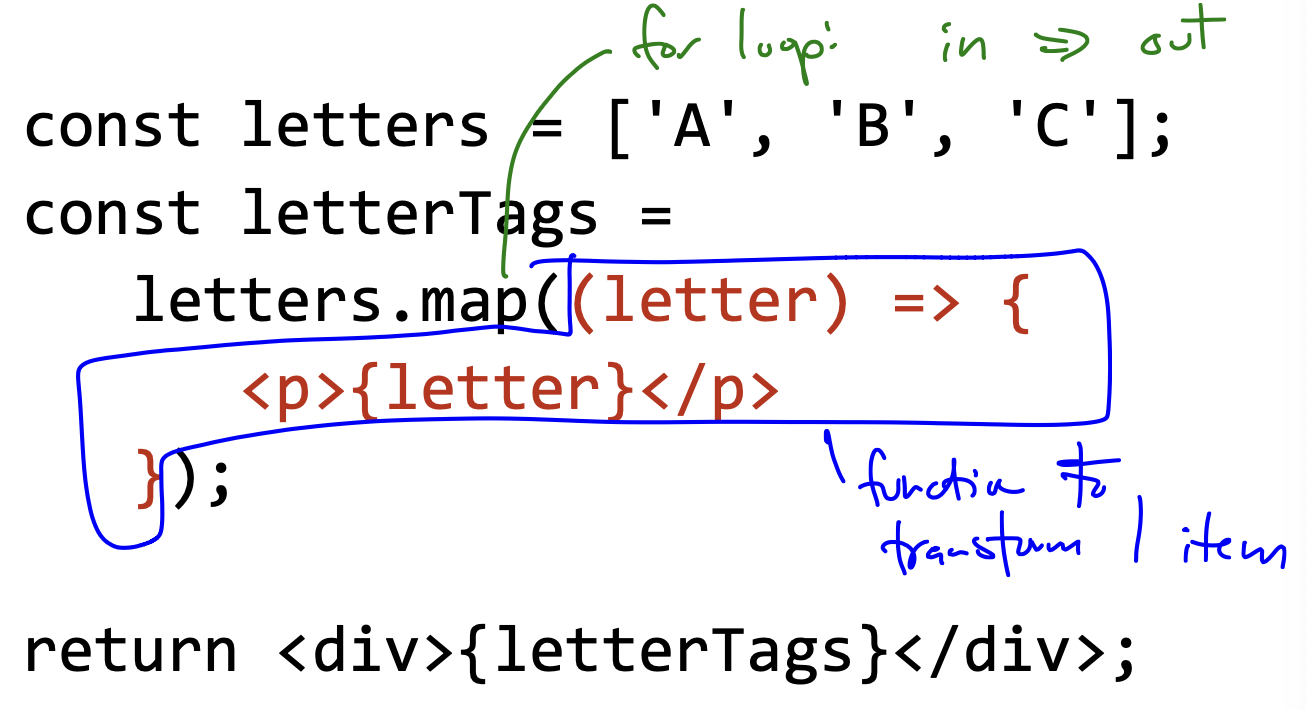 for loop: in => out
const letters = ['A', 'B', 'C'];
const letterTags =
letters.map((letter) => {
<p>{letter}</p>
});
function to
transform 1 item
return <div>{letterTags}</div>;